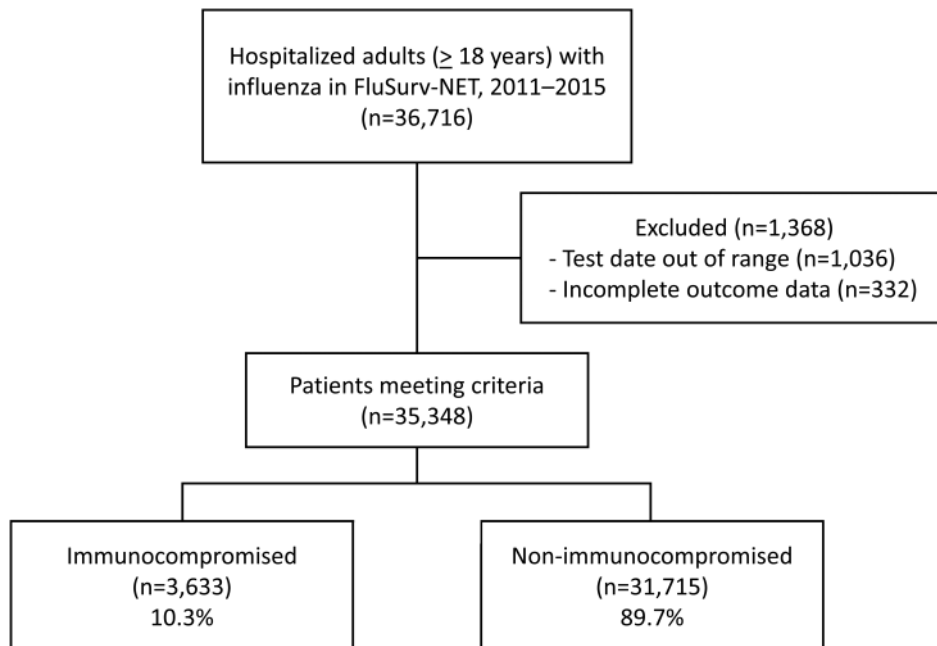 Hospitalized adults (≥ 18 years) with
influenza in FluSurv-NET, 2011–2015
(n=36,716)
Excluded (n=1,368)
- Test date out of range (n=1,036)
- Incomplete outcome data (n=332)
Patients meeting criteria
(n=35,348)
Immunocompromised
(n=3,633)
10.3%
Non-immunocompromised
(n=31,715)
89.7%